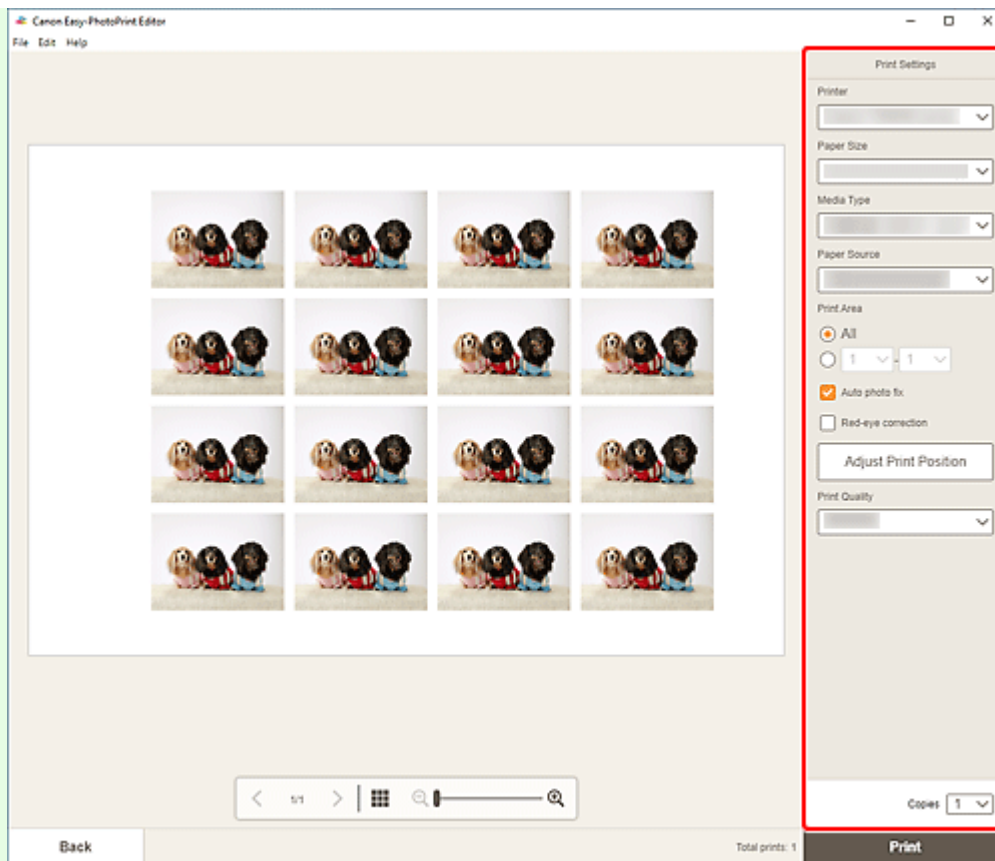 Canon Easy-PhotoPrint Editor
File Edit Help
Print Settings
Printer
Paper Size
Media Type
Paper Source
Print Area
All
1 - 1
Auto photo fix
Red-eye correction
Adjust Print Position
Print Quality
1/1
Copies 1
Back
Total prints: 1
Print